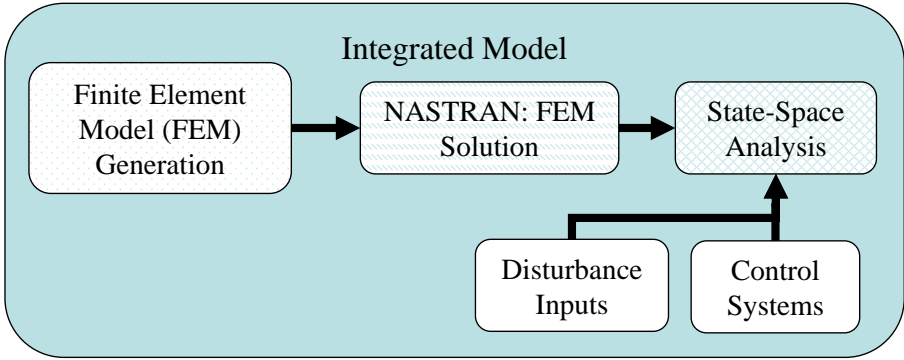 Integrated Model
Finite Element
Model (FEM)
Generation
NASTRAN: FEM
Solution
State-Space
Analysis
Disturbance
Inputs
Control
Systems